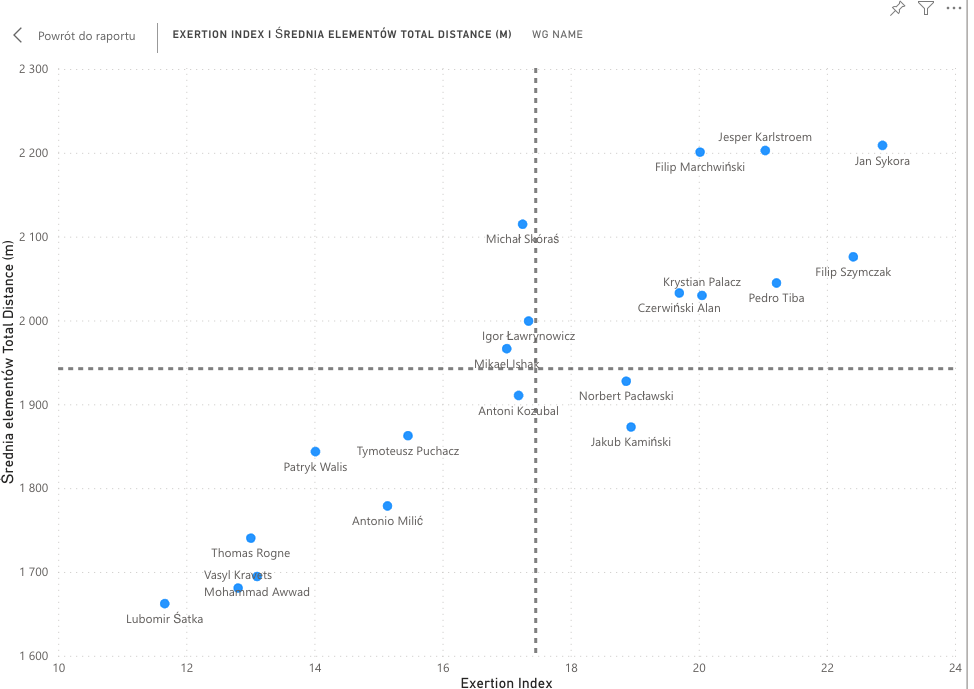 Powrót do raportu
EXERTION INDEX I ŚREDNIA ELEMENTÓW TOTAL DISTANCE (M)
WG NAME
2 300
Jesper Karlstroem
2 200
Filip Marchwiński
Jan Sykora
2 100
Michał Skóraś
Filip Szymczak
Krystian Palacz
Pedro Tiba
Czerwiński Alan
2 000
Igor Ławrynowicz
Mikael Ishak
Norbert Pacławski
1 900
Antoni Kozubal
Jakub Kamiński
Tymoteusz Puchacz
Patryk Walis
1 800
Antonio Milić
Thomas Rogne
1 700
Vasyl Kravets
Mohammad Awwad
Lubomir Śatka
1 600
Średnia elementów Total Distance (m)
10 12 14 16 18 20 22 24
Exertion Index